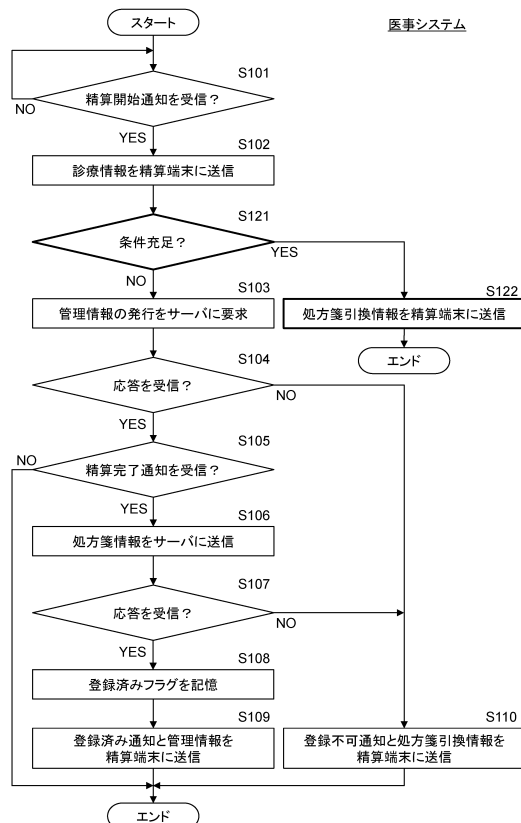 スタート
医事システム
S101
精算開始通知を受信？
NO
YES
S102
診療情報を精算端末に送信
S121
条件充足？
YES
NO
S103
管理情報の発行をサーバに要求
S122
処方箋引換情報を精算端末に送信
エンド
S104
応答を受信？
NO
YES
S105
NO
精算完了通知を受信？
YES
S106
処方箋情報をサーバに送信
S107
応答を受信？
NO
YES
S108
登録済みフラグを記憶
S109
登録済み通知と管理情報を
精算端末に送信
S110
登録不可通知と処方箋引換情報を
精算端末に送信
エンド